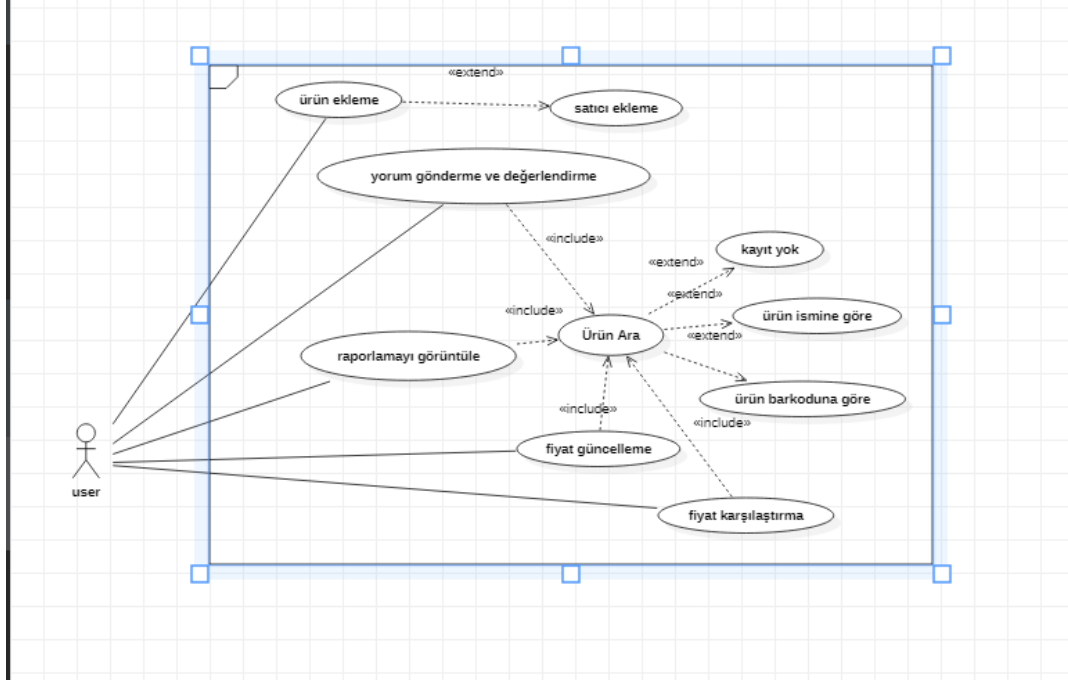 «extend»
ürün ekleme
satıcı ekleme
yorum gönderme ve değerlendirme
«include»
kayıt yok
«extend»
«extend»
«include»
ürün ismine göre
Ürün Ara
«extend»
raporlamayı görüntüle
ürün barkoduna göre
«include»
«include»
fiyat güncelleme
user
fiyat karşılaştırma